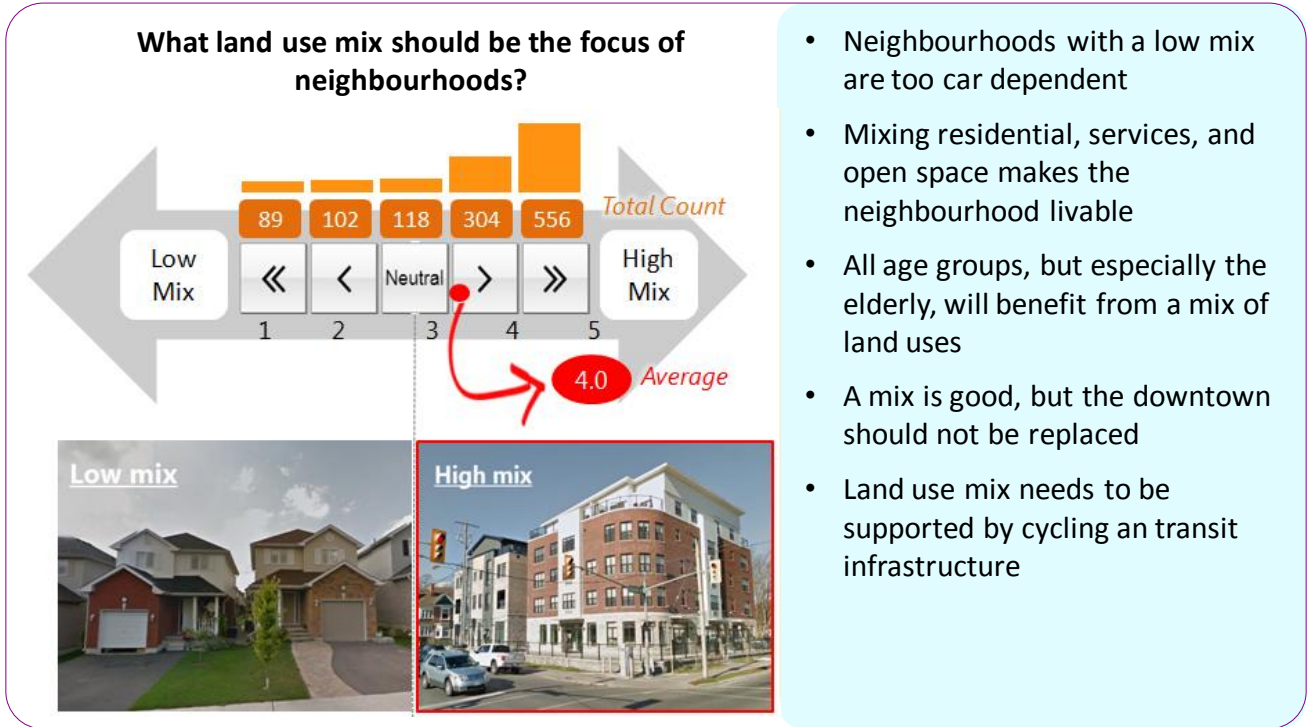 What land use mix should be the focus of
neighbourhoods?
89 102 118 304 556 Total Count
Low
Mix
« < Neutral > »
High
Mix
1 2 3 4 5
4.0 Average
Low mix
High mix
• Neighbourhoods with a low mix
are too car dependent
• Mixing residential, services, and
open space makes the
neighbourhood livable
• All age groups, but especially the
elderly, will benefit from a mix of
land uses
• A mix is good, but the downtown
should not be replaced
• Land use mix needs to be
supported by cycling an transit
infrastructure